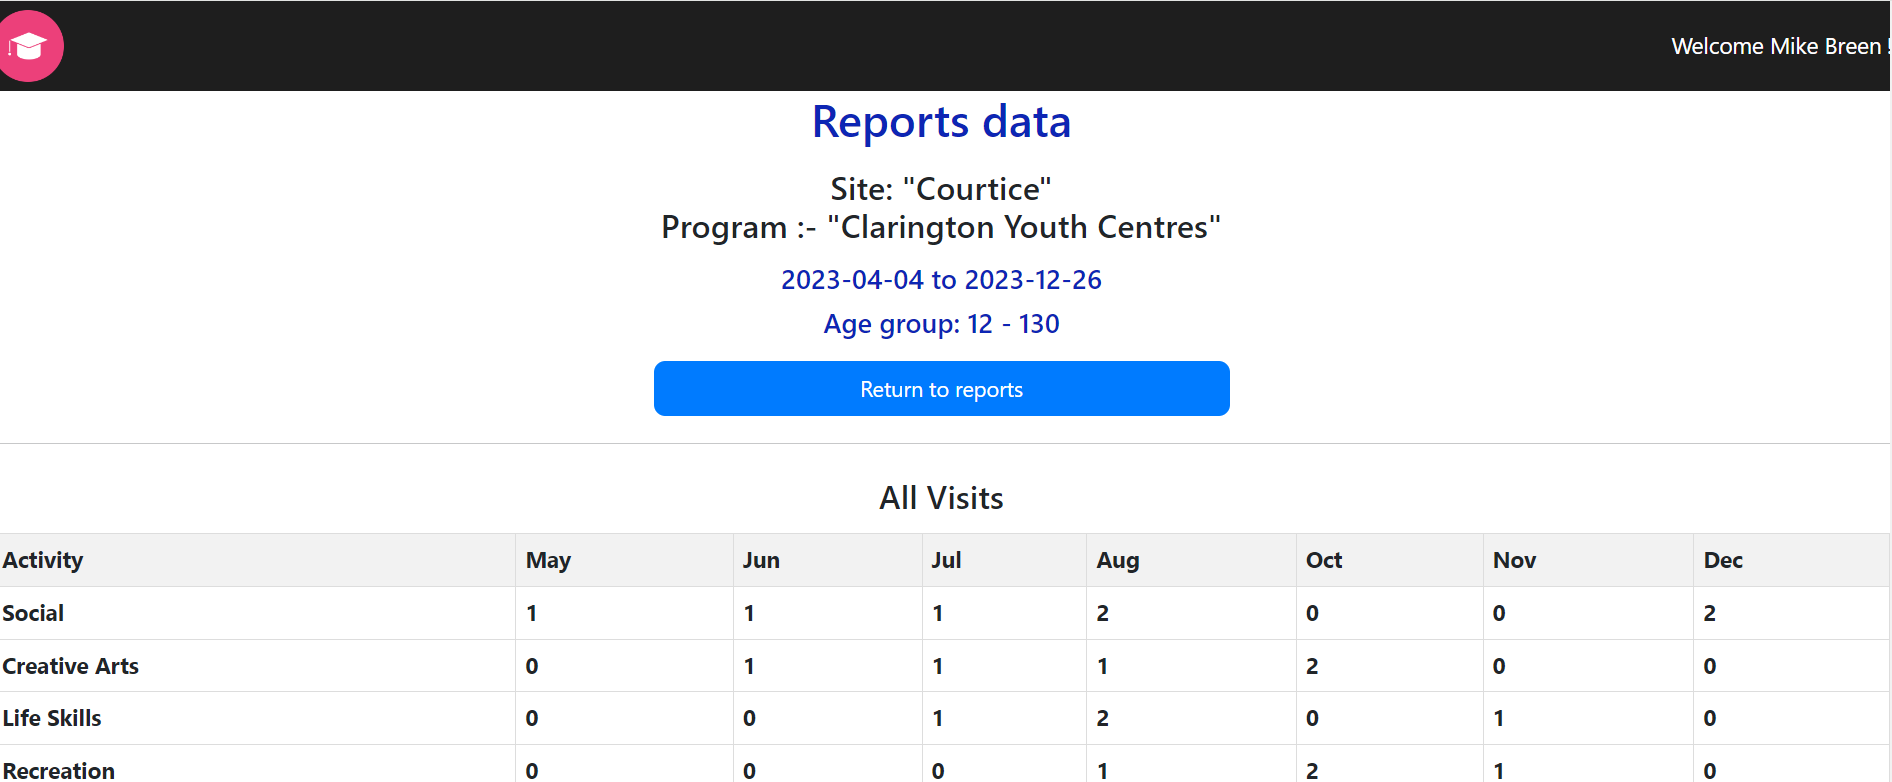 Welcome Mike Breen !
Reports data
Site: "Courtice"
Program :- "Clarington Youth Centres"
2023-04-04 to 2023-12-26
Age group: 12 - 130
Return to reports
All Visits
Activity May Jun Jul Aug Oct Nov Dec
Social 1 1 1 2 0 0 2
Creative Arts 0 1 1 1 2 0 0
Life Skills 0 0 1 2 0 1 0
Recreation 0 0 0 1 2 1 0